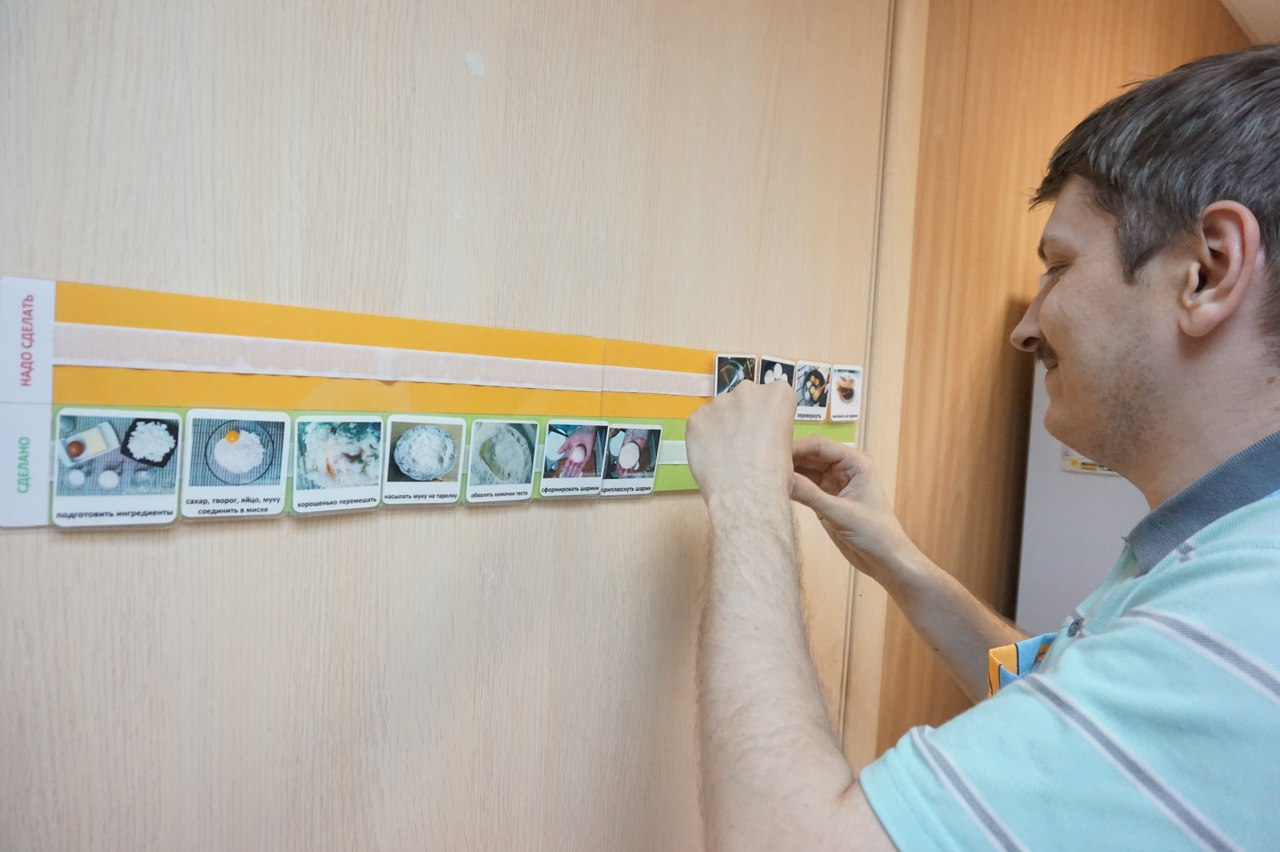 НАДО СДЕЛАТЬ
СДЕЛАНО
подготовить ингредиенты
сахар, творог, яйцо, муку
соединить в миске
хорошенько перемешать
насыпать муку на тарелку
обвалять комочки теста
сформировать шарики
приплюснуть шарик
перевернуть